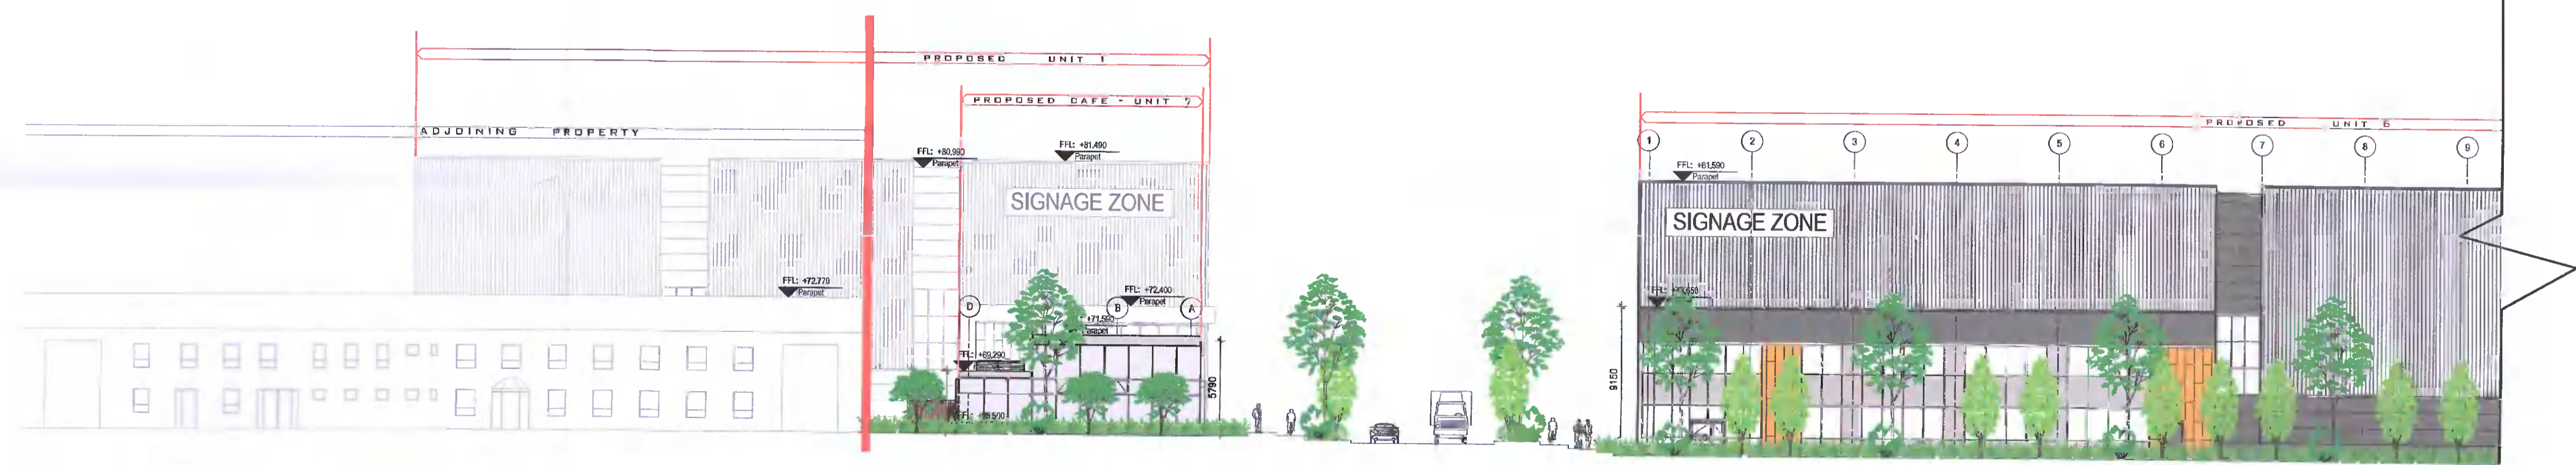 PROPOSED UNIT 1
PROPOSED CAFE - UNIT 7
ADJOINING PROPERTY
PROPOSED UNIT 6
1 2 3 4 5 6 7 8 9
FFL: +80,990
Parapet
FFL: +81,490
Parapet
FFL: +81,590
Parapet
SIGNAGE ZONE
SIGNAGE ZONE
FFL: +72,770
Parapet
FFL: +72,400
Parapet
D B A
+71,590
Parapet
FFL: +69,290
5790
9150